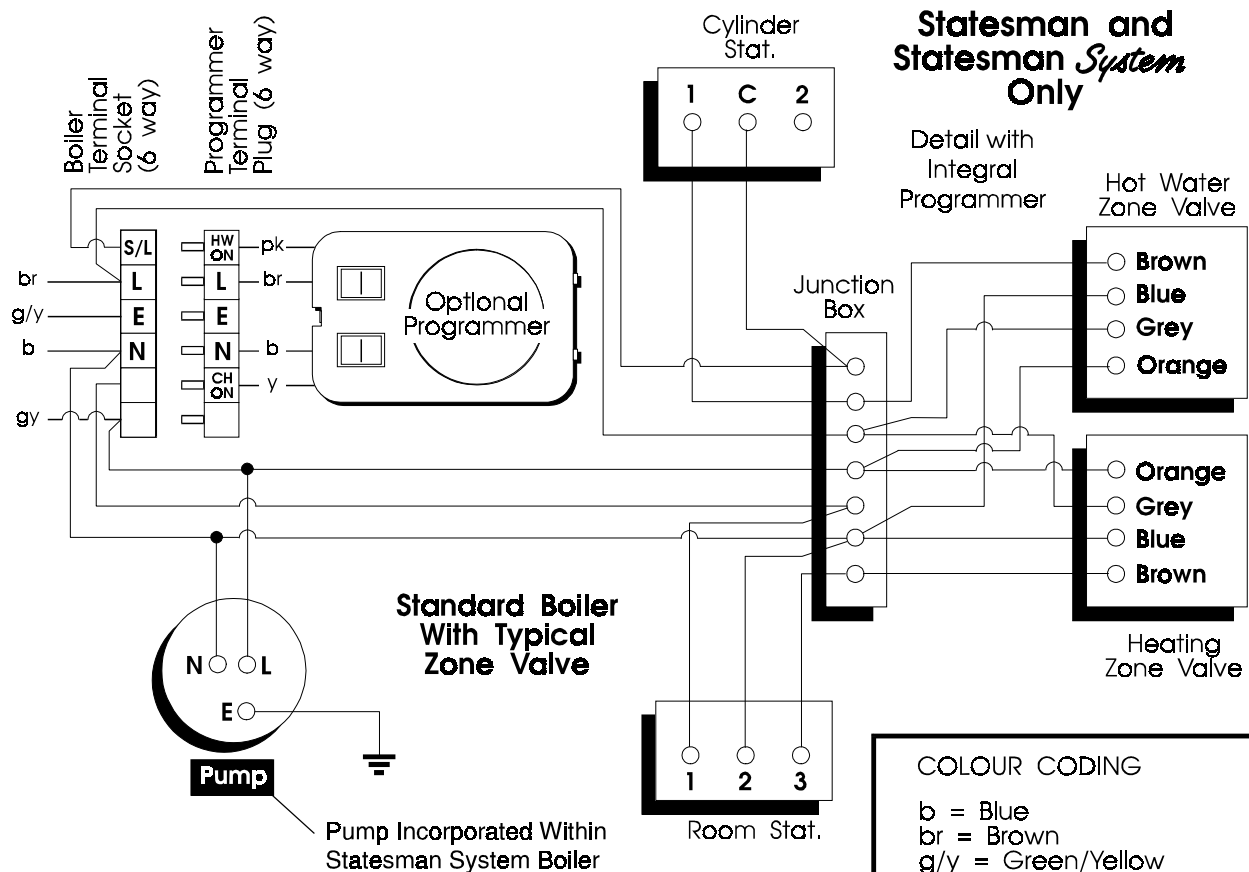 Statesman and
Statesman System
Only
Detail with
Integral
Programmer
Boiler
Terminal
Socket
(6 way)
Programmer
Terminal
Plug (6 way)
Cylinder
Stat.
1 C 2
Hot Water
Zone Valve
Brown
Blue
Grey
Orange
Junction
Box
S/L
L
E
N
br
g/y
b
gy
HW
ON
L
E
N
CH
ON
pk
br
b
y
Optional
Programmer
Orange
Grey
Blue
Brown
Heating
Zone Valve
Standard Boiler
With Typical
Zone Valve
N L
E
Pump
Pump Incorporated Within
Statesman System Boiler
1 2 3
Room Stat.
COLOUR CODING
b = Blue
br = Brown
g/y = Green/Yellow